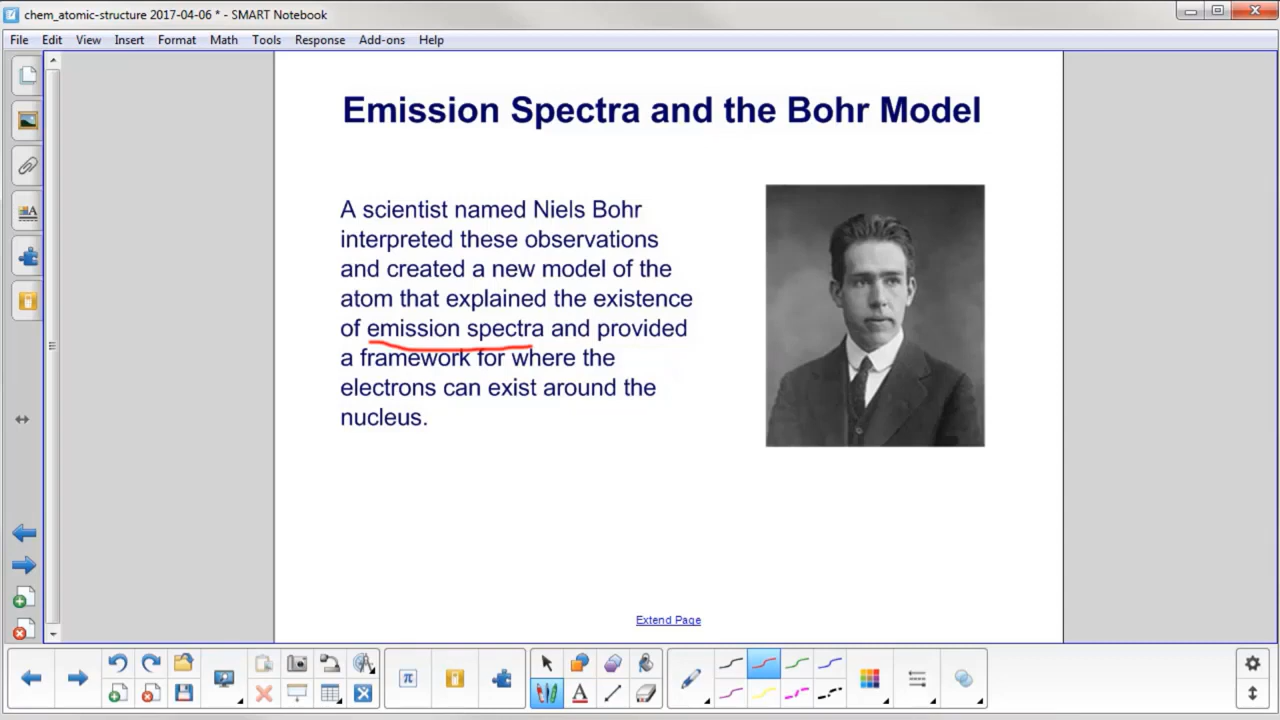 chem_atomic-structure 2017-04-06 * - SMART Notebook
File Edit View Insert Format Math Tools Response Add-ons Help
Emission Spectra and the Bohr Model
A scientist named Niels Bohr
interpreted these observations
and created a new model of the
atom that explained the existence
of emission spectra and provided
a framework for where the
electrons can exist around the
nucleus.
Extend Page